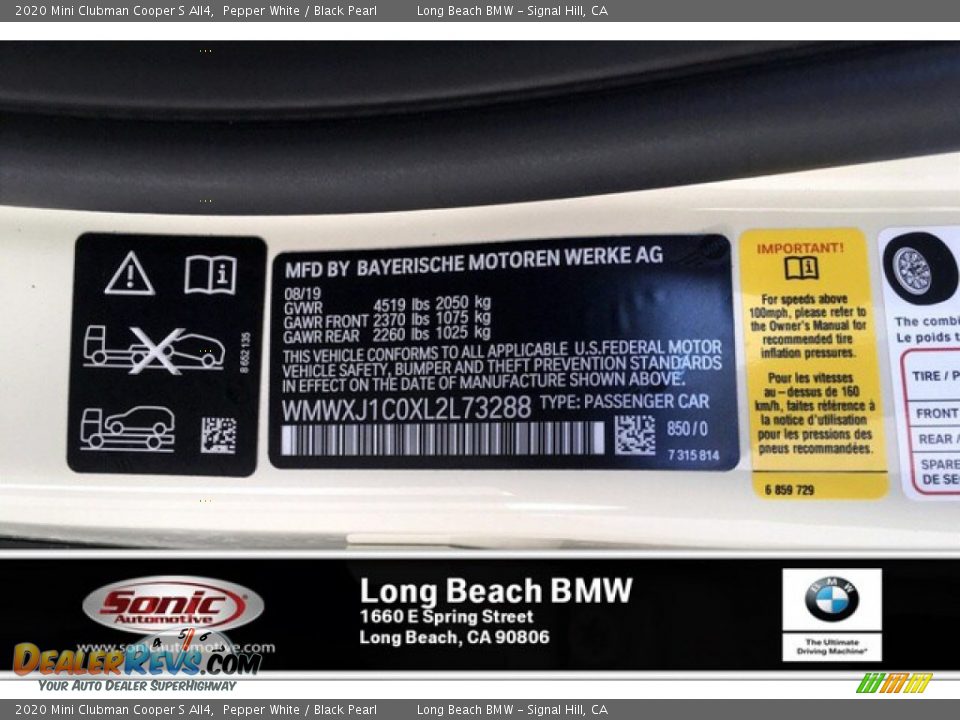 2020 Mini Clubman Cooper S All4, Pepper White / Black Pearl Long Beach BMW - Signal Hill, CA
8 652 135
MFD BY BAYERISCHE MOTOREN WERKE AG
08/19
GVWR 4519 lbs 2050 kg
GAWR FRONT 2370 lbs 1075 kg
GAWR REAR 2260 lbs 1025 kg
THIS VEHICLE CONFORMS TO ALL APPLICABLE U.S.FEDERAL MOTOR
VEHICLE SAFETY, BUMPER AND THEFT PREVENTION STANDARDS
IN EFFECT ON THE DATE OF MANUFACTURE SHOWN ABOVE.
WMWXJ1C0XL2L73288 TYPE: PASSENGER CAR
850/0
7 315 814
IMPORTANT!
For speeds above
100mph, please refer to
the Owner's Manual for
recommended tire
inflation pressures.
Pour les vitesses
au-dessus de 160
km/h, faites référence à
la notice d'utilisation
pour les pressions des
pneus recommandées.
6 859 729
The combi
Le poids t
TIRE / P
FRONT
REAR /
SPARE
DE SE
Sonic
Automotive
www.sonicautomotive.com
Long Beach BMW
1660 E Spring Street
Long Beach, CA 90806
BMW
The Ultimate
Driving Machine®
4 5 6
DealerRevs.com
Your Auto Dealer SuperHighway
2020 Mini Clubman Cooper S All4, Pepper White / Black Pearl Long Beach BMW - Signal Hill, CA